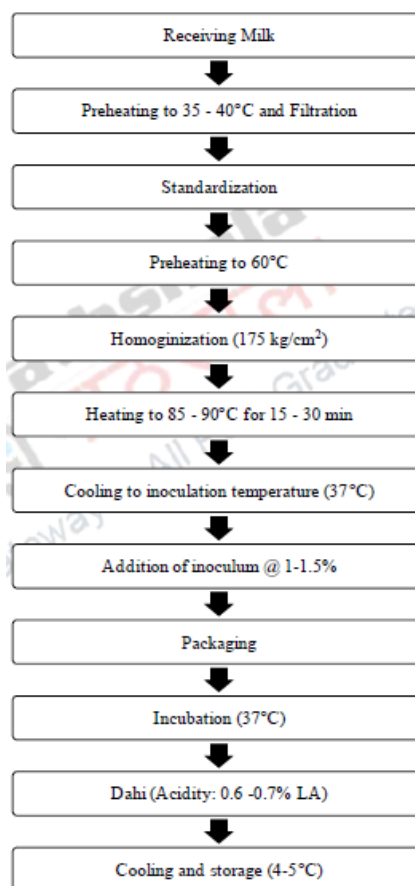 Receiving Milk
Preheating to 35 - 40°C and Filtration
Standardization
Preheating to 60°C
Homoginization (175 kg/cm²)
Heating to 85 - 90°C for 15 - 30 min
Cooling to inoculation temperature (37°C)
Addition of inoculum @ 1-1.5%
Packaging
Incubation (37°C)
Dahi (Acidity: 0.6 -0.7% LA)
Cooling and storage (4-5°C)